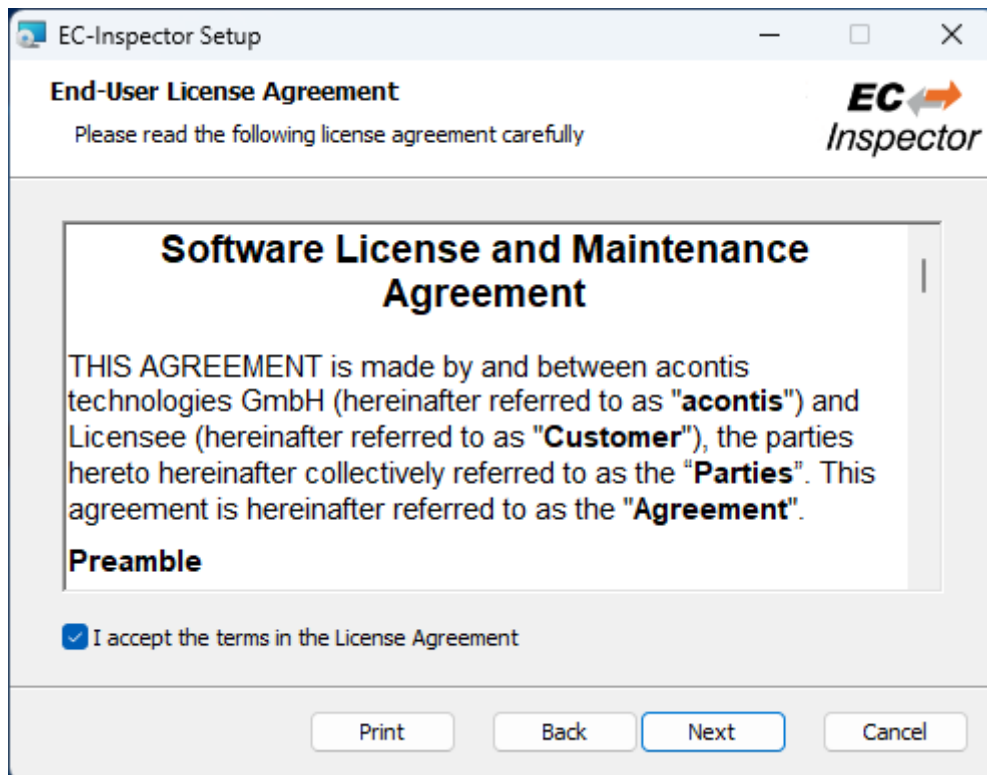 EC-Inspector Setup
End-User License Agreement
Please read the following license agreement carefully
EC
Inspector
Software License and Maintenance
Agreement
THIS AGREEMENT is made by and between acontis
technologies GmbH (hereinafter referred to as "acontis") and
Licensee (hereinafter referred to as "Customer"), the parties
hereto hereinafter collectively referred to as the “Parties”. This
agreement is hereinafter referred to as the "Agreement".
Preamble
I accept the terms in the License Agreement
Print
Back
Next
Cancel